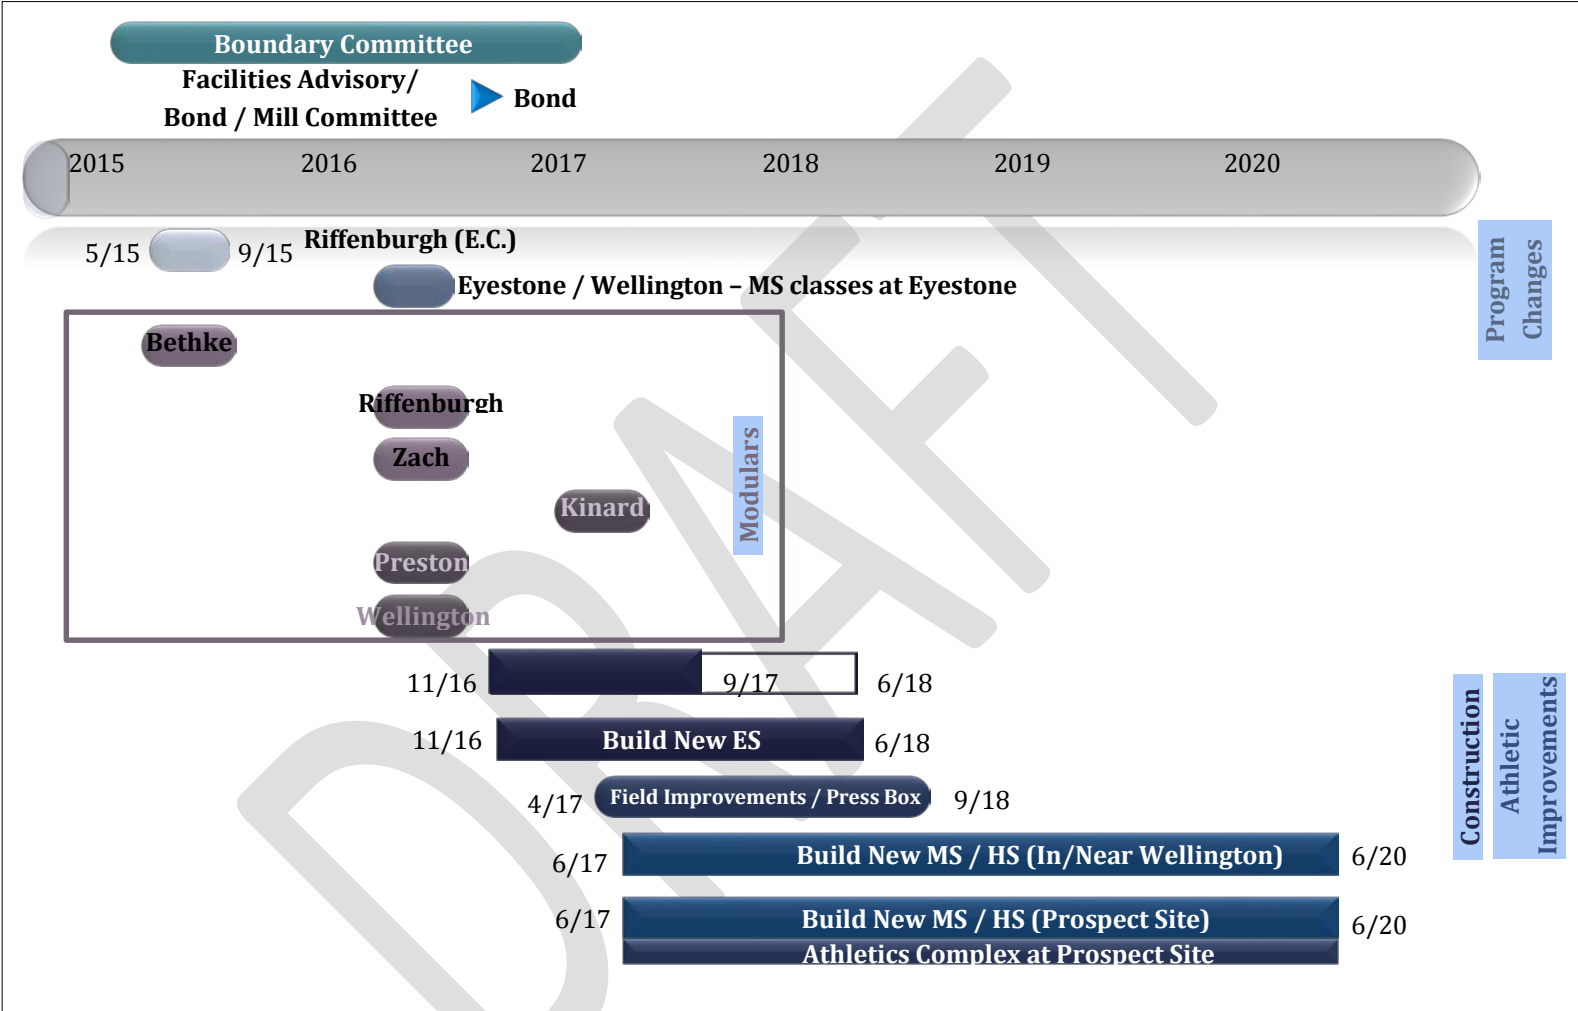 Boundary Committee
Facilities Advisory/
Bond / Mill Committee
Bond
2015 2016 2017 2018 2019 2020
5/15 9/15 Riffenburgh (E.C.)
Eyestone / Wellington – MS classes at Eyestone
Program
Changes
Bethke
Riffenburgh
Zach
Kinard
Preston
Wellington
Modulars
11/16 9/17 6/18
11/16 Build New ES 6/18
4/17 Field Improvements / Press Box 9/18
6/17 Build New MS / HS (In/Near Wellington) 6/20
6/17 Build New MS / HS (Prospect Site) 6/20
Athletics Complex at Prospect Site
Construction
Athletic
Improvements
DRAFT